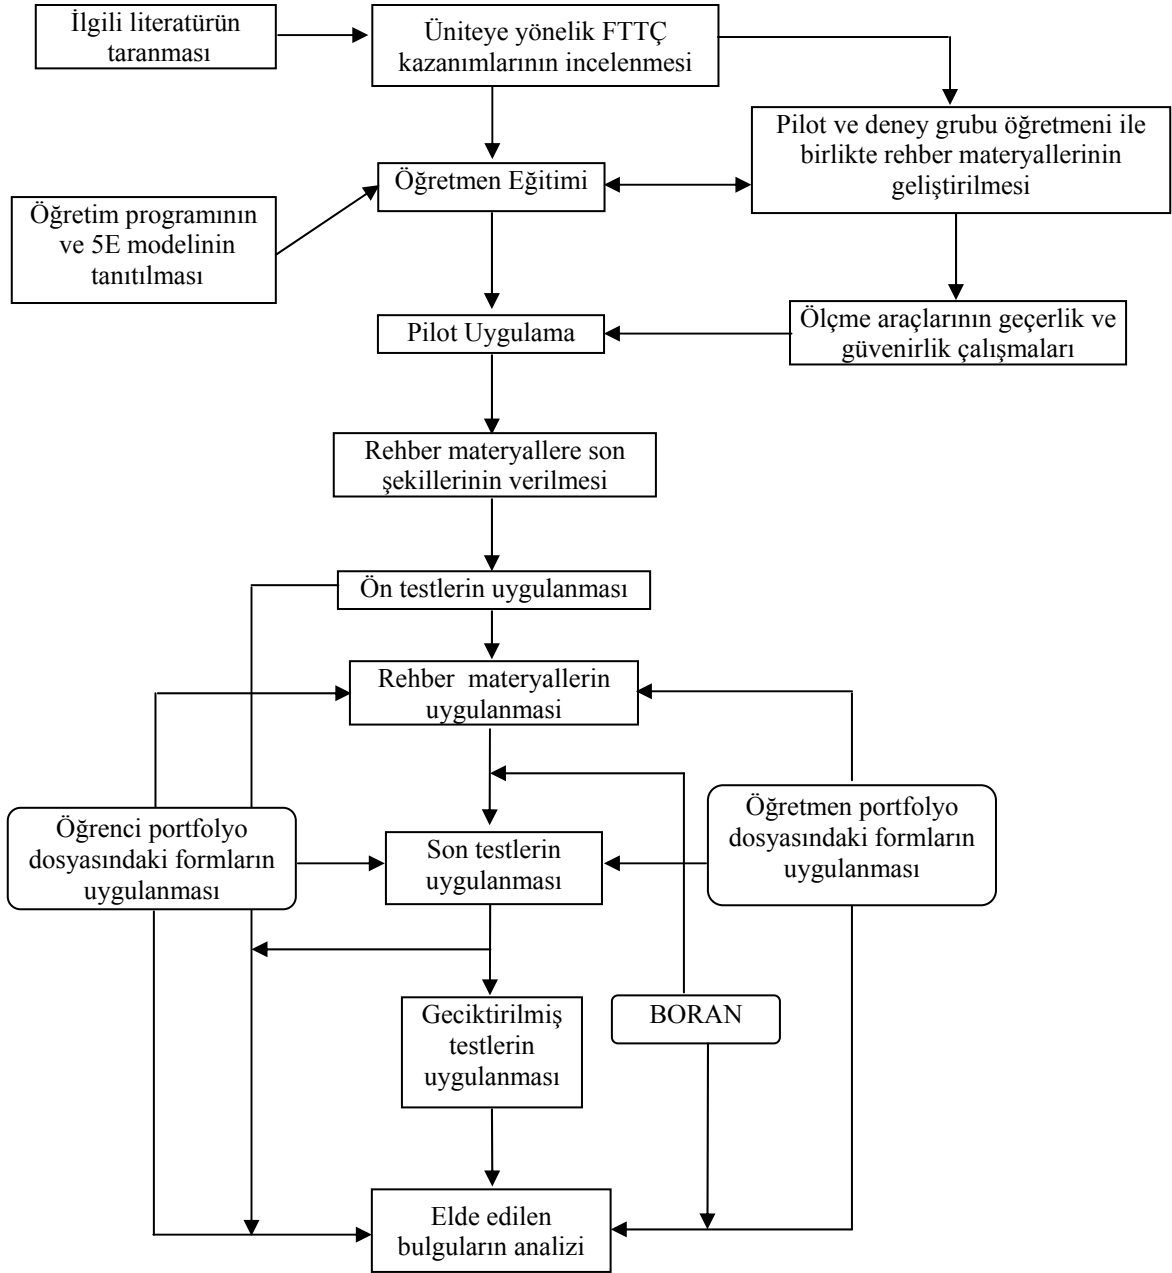 İlgili literatürün
taranması
Üniteye yönelik FTTÇ
kazanımlarının incelenmesi
Pilot ve deney grubu öğretmeni ile
birlikte rehber materyallerinin
geliştirilmesi
Öğretmen Eğitimi
Öğretim programının
ve 5E modelinin
tanıtılması
Ölçme araçlarının geçerlik ve
güvenirlik çalışmaları
Pilot Uygulama
Rehber materyallere son
şekillerinin verilmesi
Ön testlerin uygulanması
Rehber materyallerin
uygulanmasi
Öğrenci portfolyo
dosyasındaki formların
uygulanması
Son testlerin
uygulanması
Öğretmen portfolyo
dosyasındaki formların
uygulanması
Geciktirilmiş
testlerin
uygulanması
BORAN
Elde edilen
bulguların analizi